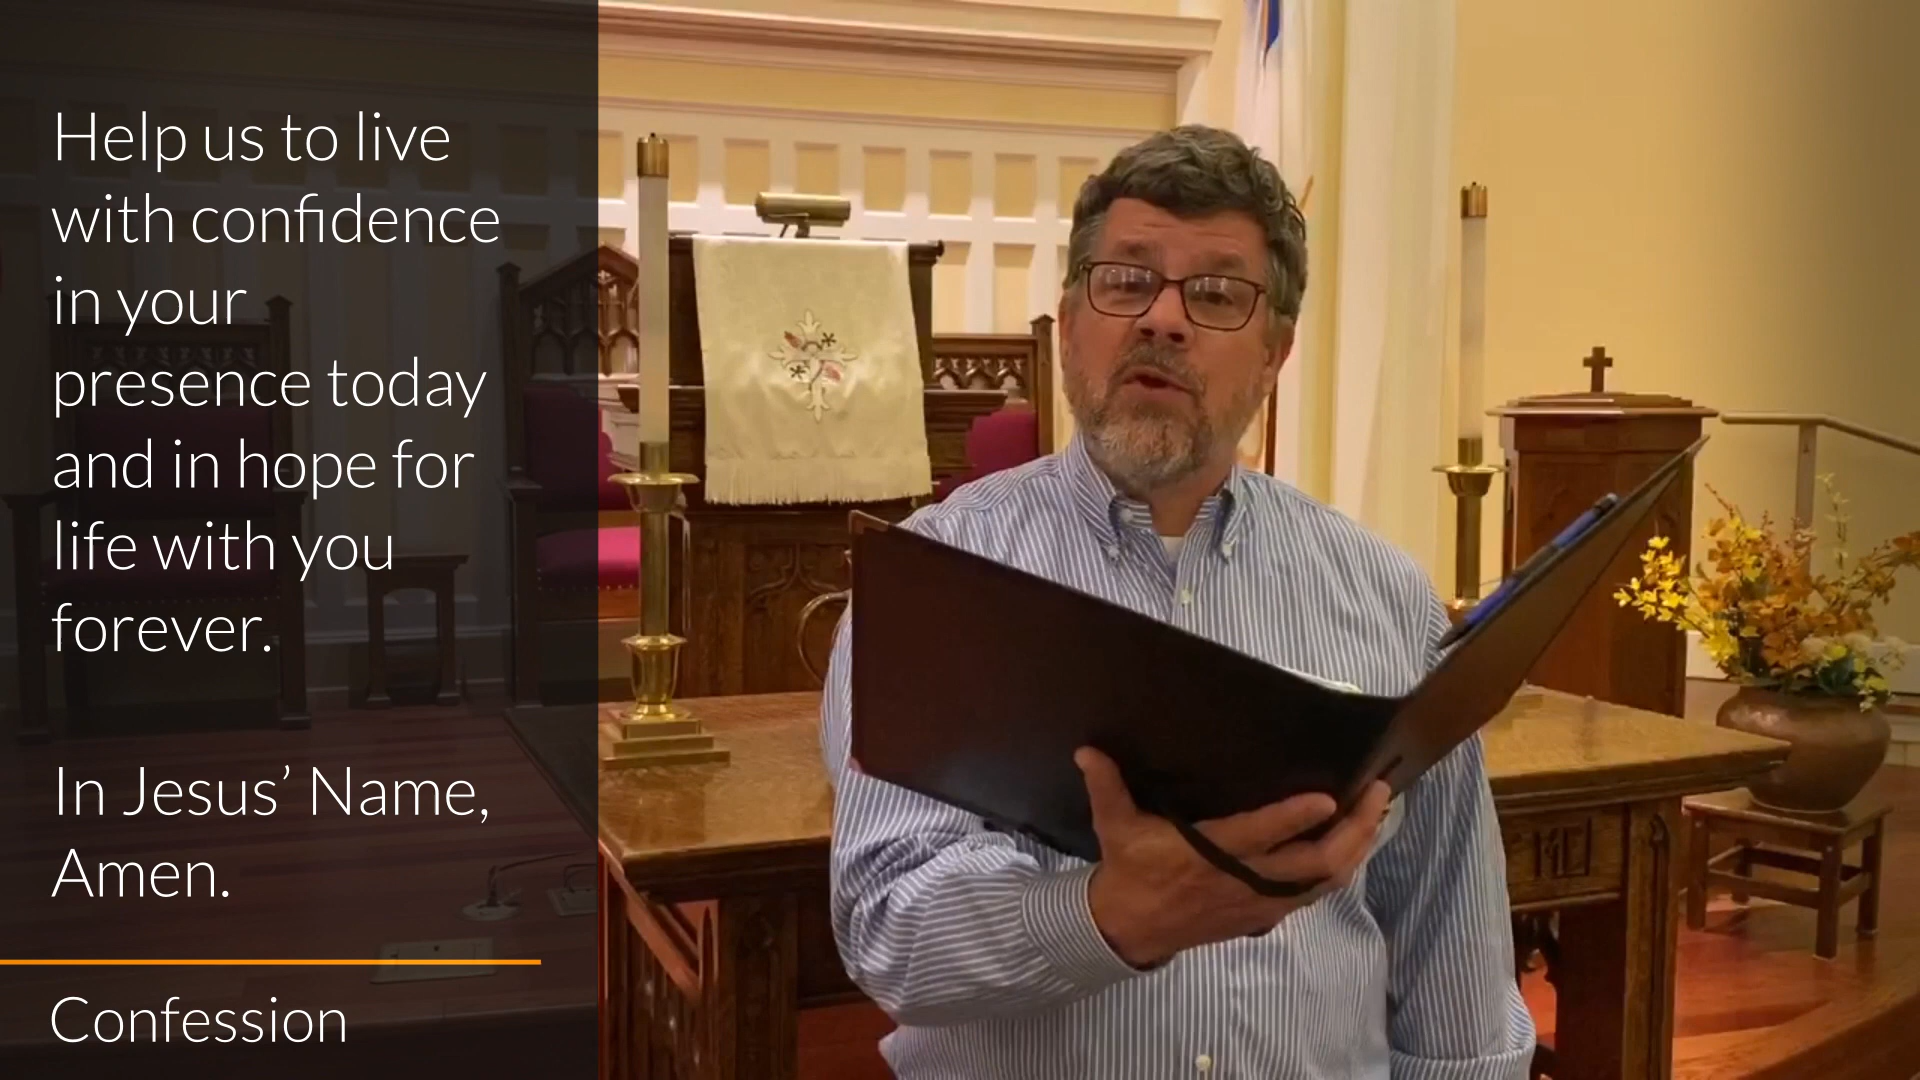 Help us to live
with confidence
in your
presence today
and in hope for
life with you
forever.
In Jesus’ Name,
Amen.
Confession